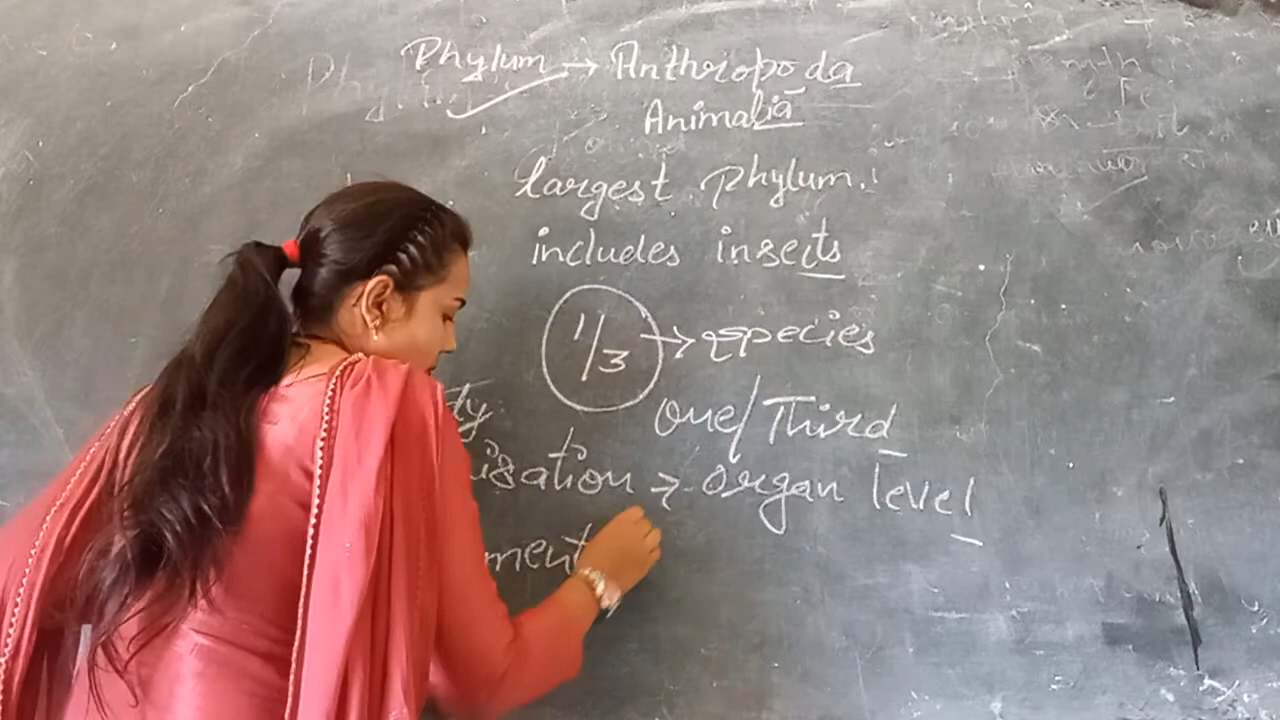 Phylum → Anthropoda
Animalia
largest phylum.
includes insects
1/3 → species
One/Third
isation → organ level
ment